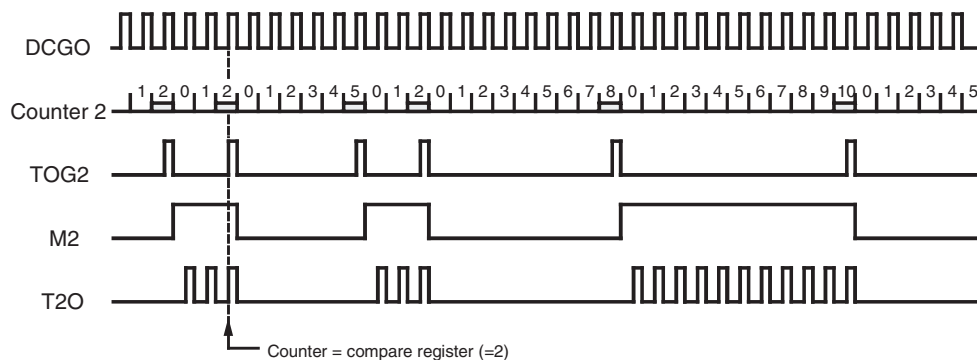 DCGO
1 2 0 1 2 0 1 2 3 4 5 0 1 2 0 1 2 3 4 5 6 7 8 0 1 2 3 4 5 6 7 8 9 10 0 1 2 3 4 5
Counter 2
TOG2
M2
T2O
Counter = compare register (=2)